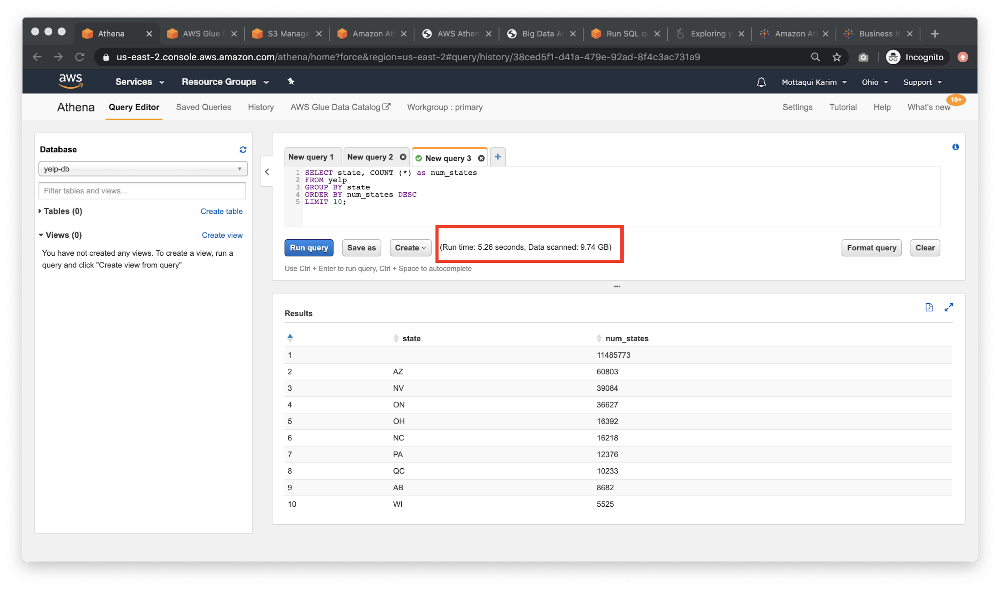 Athena
AWS Glue
S3 Manage
Amazon At
AWS Athen
Big Data A
Run SQL q
Exploring y
Amazon At
Business In
us-east-2.console.aws.amazon.com/athena/home?force&region=us-east-2#query/history/38ced5f1-d41a-479e-92ad-8f4c3ac731a9
Incognito
aws Services Resource Groups Mottaqui Karim Ohio Support
Athena Query Editor Saved Queries History AWS Glue Data Catalog Workgroup : primary Settings Tutorial Help What's new 10+
Database
yelp-db
Filter tables and views...
Tables (0) Create table
Views (0) Create view
You have not created any views. To create a view, run a
query and click "Create view from query"
New query 1 New query 2 New query 3
1 SELECT state, COUNT (*) as num_states
2 FROM yelp
3 GROUP BY state
4 ORDER BY num_states DESC
5 LIMIT 10;
Run query Save as Create (Run time: 5.26 seconds, Data scanned: 9.74 GB) Format query Clear
Use Ctrl + Enter to run query, Ctrl + Space to autocomplete
Results
state num_states
1 11485773
2 AZ 60803
3 NV 39084
4 ON 36627
5 OH 16392
6 NC 16218
7 PA 12376
8 QC 10233
9 AB 8682
10 WI 5525